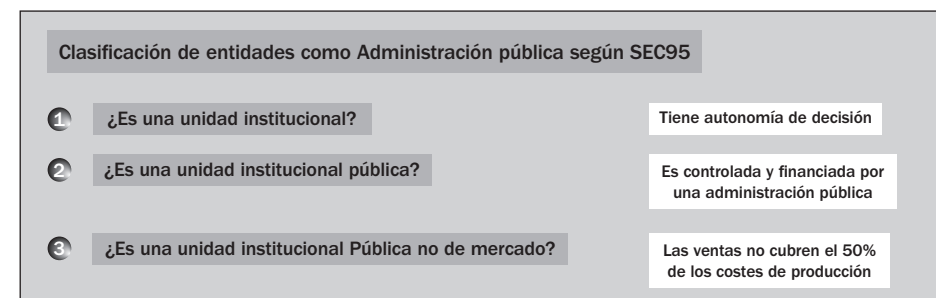 Clasificación de entidades como Administración pública según SEC95
1 ¿Es una unidad institucional? Tiene autonomía de decisión
2 ¿Es una unidad institucional pública? Es controlada y financiada por
una administración pública
3 ¿Es una unidad institucional Pública no de mercado? Las ventas no cubren el 50%
de los costes de producción